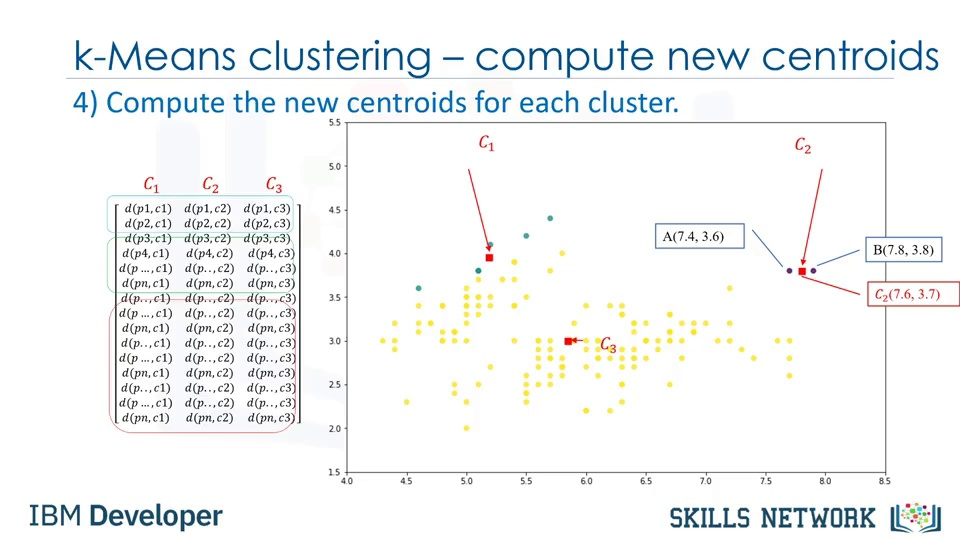 k-Means clustering – compute new centroids
4) Compute the new centroids for each cluster.
C₁ C₂ C₃
d(p1, c1) d(p1, c2) d(p1, c3)
d(p2, c1) d(p2, c2) d(p2, c3)
d(p3, c1) d(p3, c2) d(p3, c3)
d(p4, c1) d(p4, c2) d(p4, c3)
d(p …, c1) d(p.., c2) d(p.., c3)
d(pn, c1) d(pn, c2) d(pn, c3)
d(p.., c1) d(p.., c2) d(p.., c3)
d(p …, c1) d(p.., c2) d(p.., c3)
d(pn, c1) d(pn, c2) d(pn, c3)
d(p.., c1) d(p.., c2) d(p.., c3)
d(p …, c1) d(p.., c2) d(p.., c3)
d(pn, c1) d(pn, c2) d(pn, c3)
d(p.., c1) d(p.., c2) d(p.., c3)
d(p …, c1) d(p.., c2) d(p.., c3)
d(pn, c1) d(pn, c2) d(pn, c3)
5.5
5.0
4.5
4.0
3.5
3.0
2.5
2.0
1.5
4.0 4.5 5.0 5.5 6.0 6.5 7.0 7.5 8.0 8.5
C₁
C₂
A(7.4, 3.6)
B(7.8, 3.8)
C₂(7.6, 3.7)
C₃
IBM Developer
SKILLS NETWORK